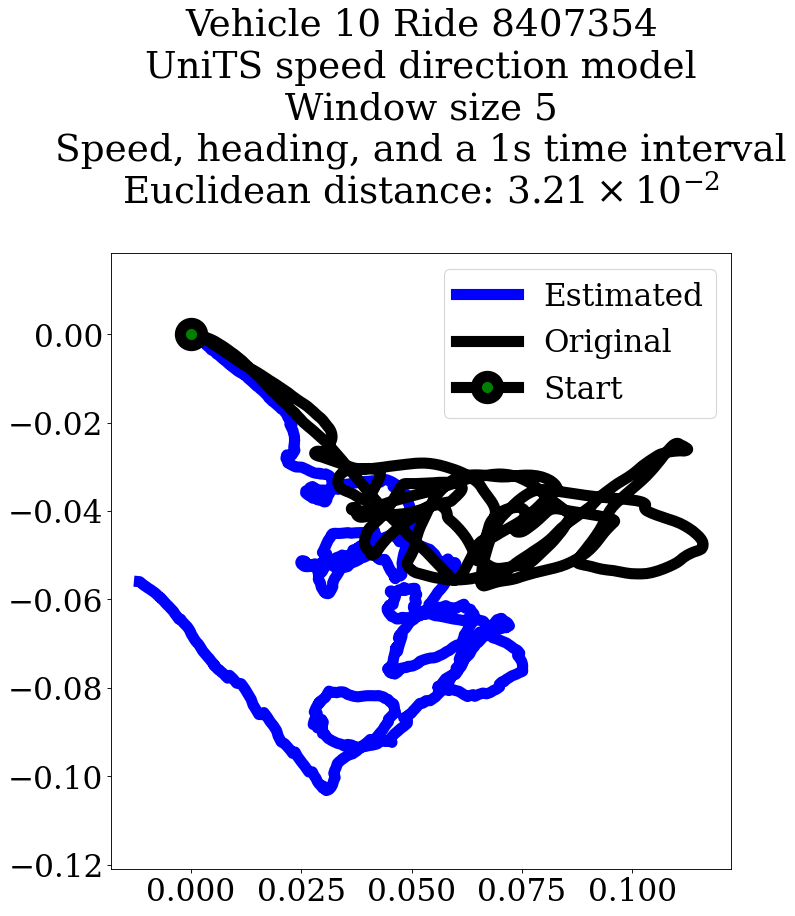 Vehicle 10 Ride 8407354
UniTS speed direction model
Window size 5
Speed, heading, and a 1s time interval
Euclidean distance: 3.21 × 10⁻²
Estimated
Original
Start
0.00
−0.02
−0.04
−0.06
−0.08
−0.10
−0.12
0.000 0.025 0.050 0.075 0.100